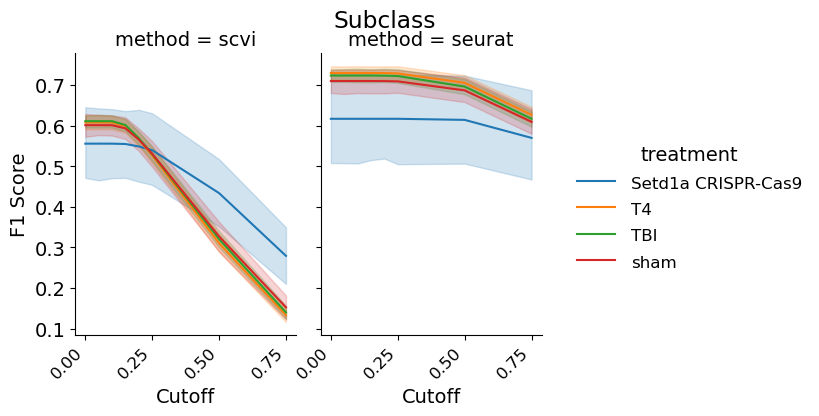 Subclass
method = scvi
method = seurat
F1 Score
0.7
0.6
0.5
0.4
0.3
0.2
0.1
0.00
0.25
0.50
0.75
0.00
0.25
0.50
0.75
Cutoff
Cutoff
treatment
Setd1a CRISPR-Cas9
T4
TBI
sham